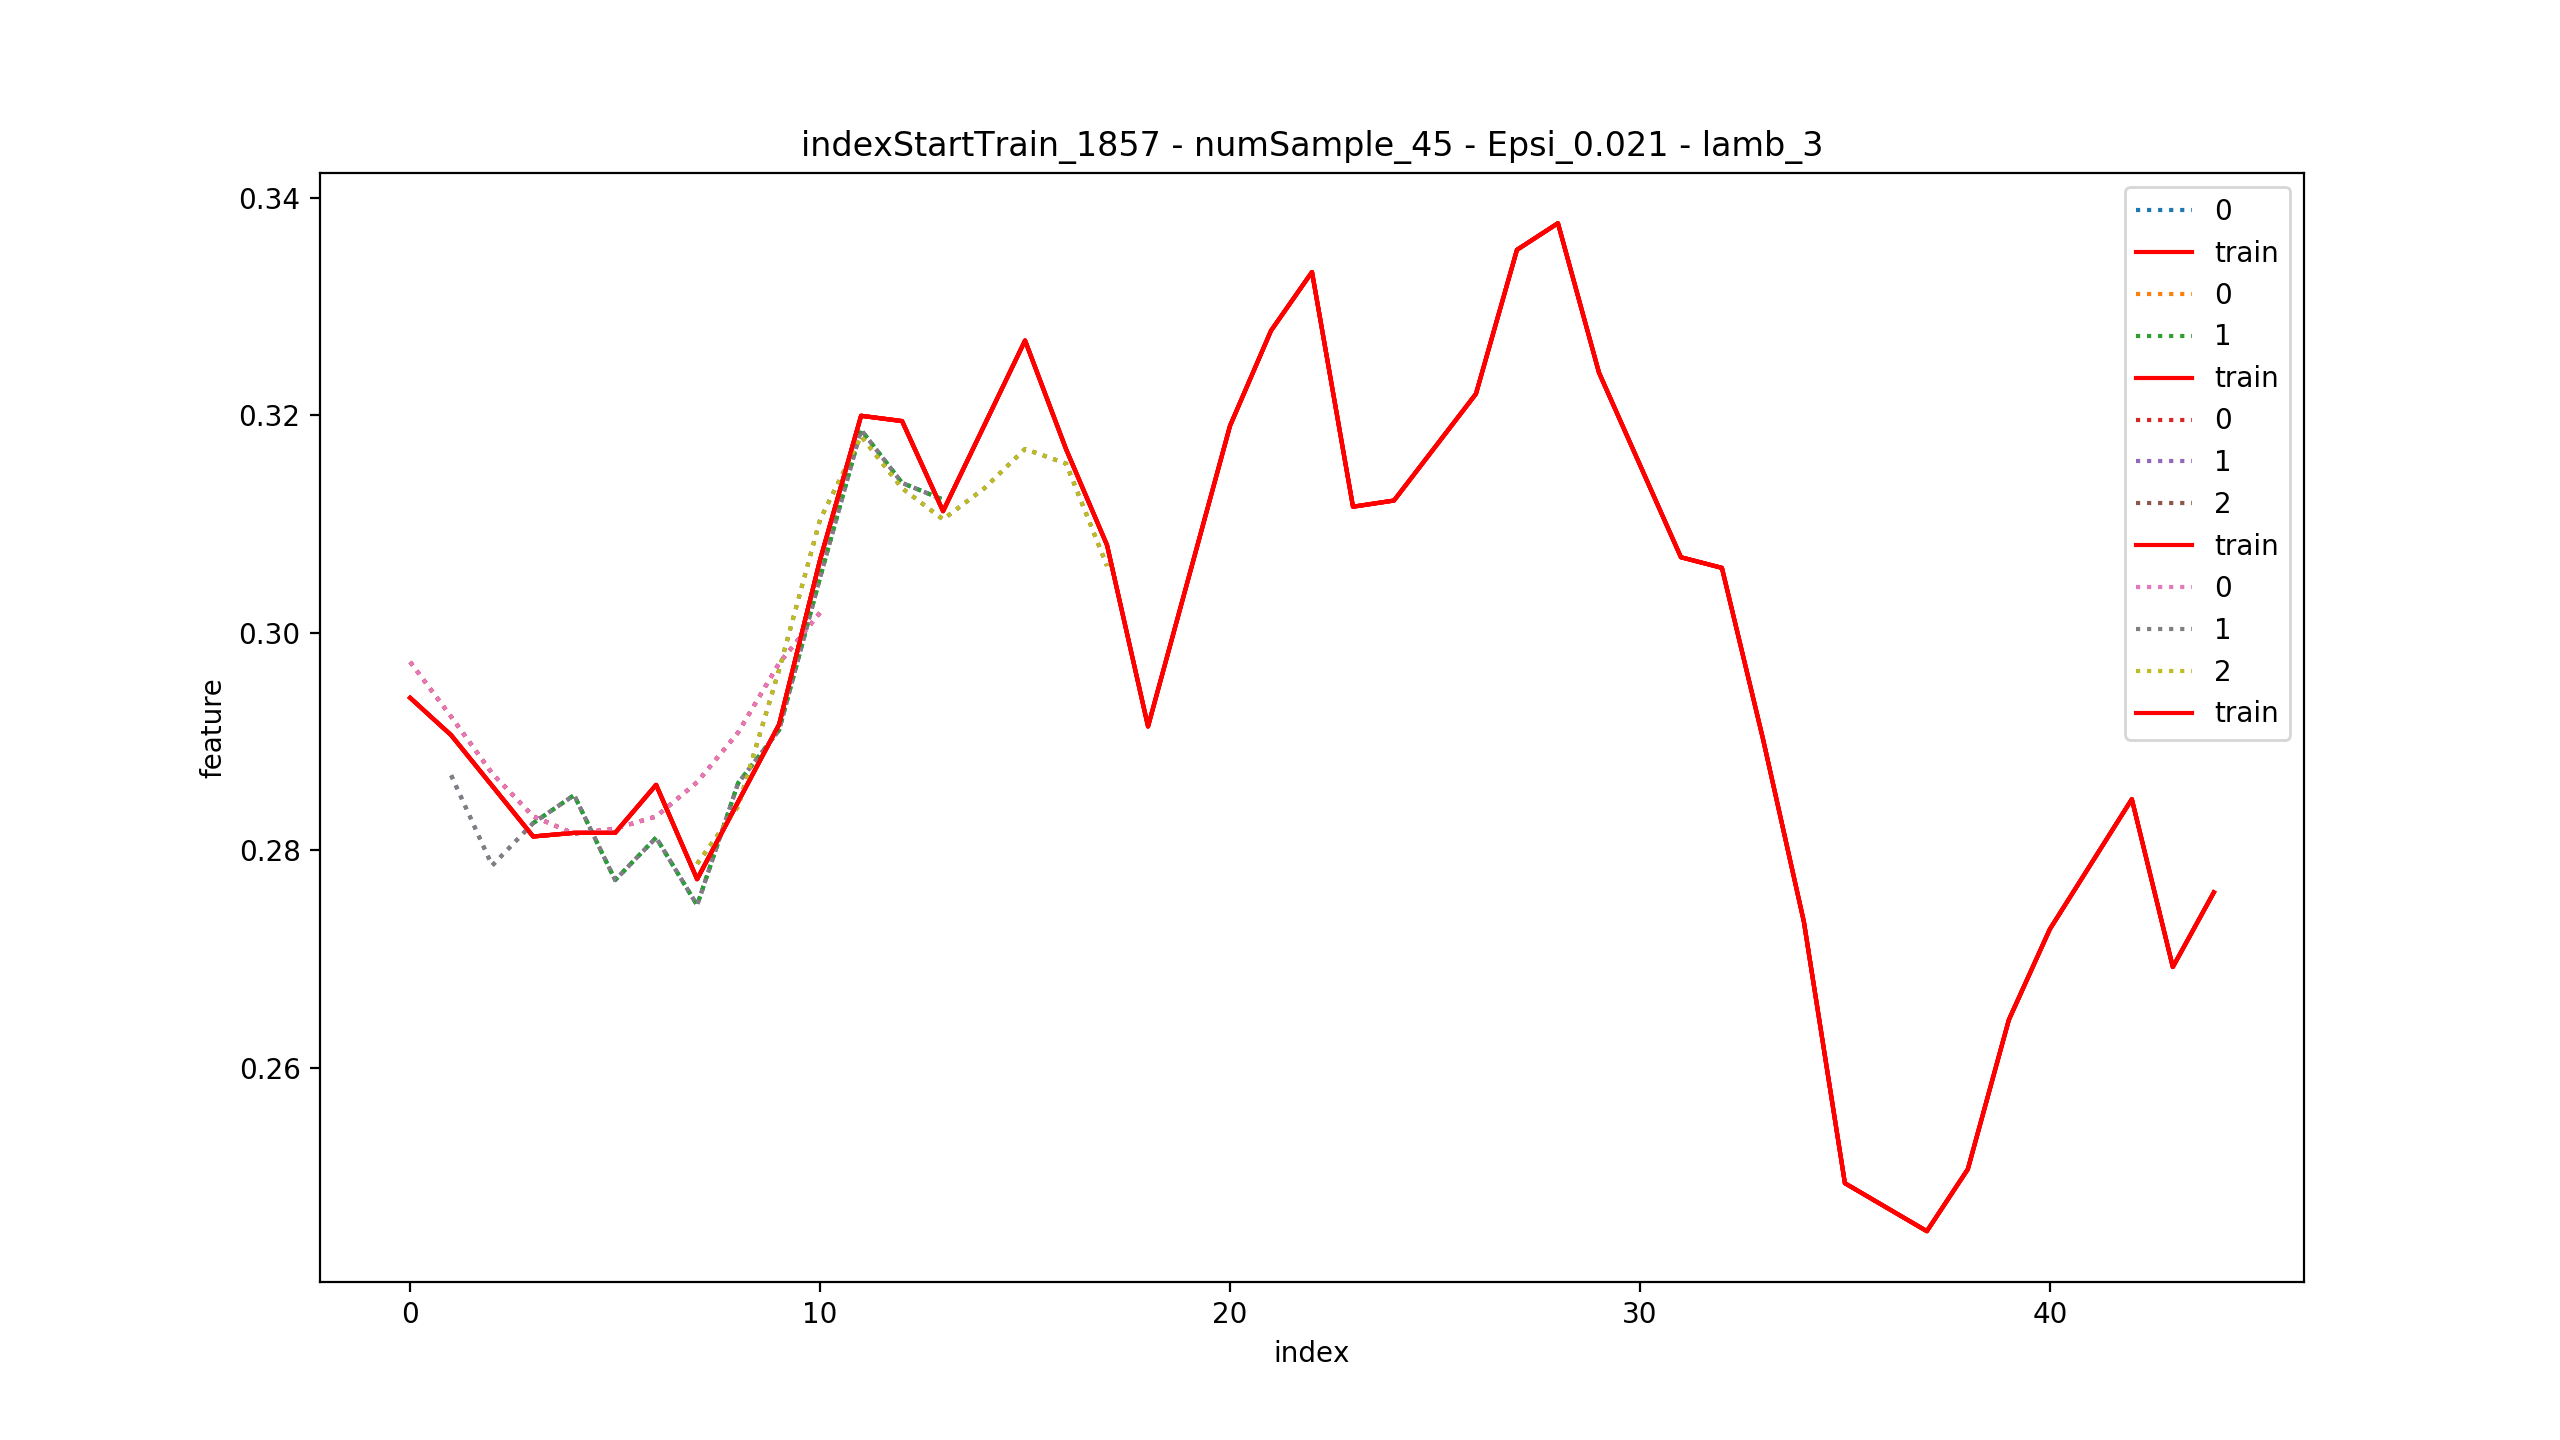 indexStartTrain_1857 - numSample_45 - Epsi_0.021 - lamb_3
0.34
0.32
0.30
0.28
0.26
feature
0
10
20
30
40
index
0
train
0
1
train
0
1
2
train
0
1
2
train